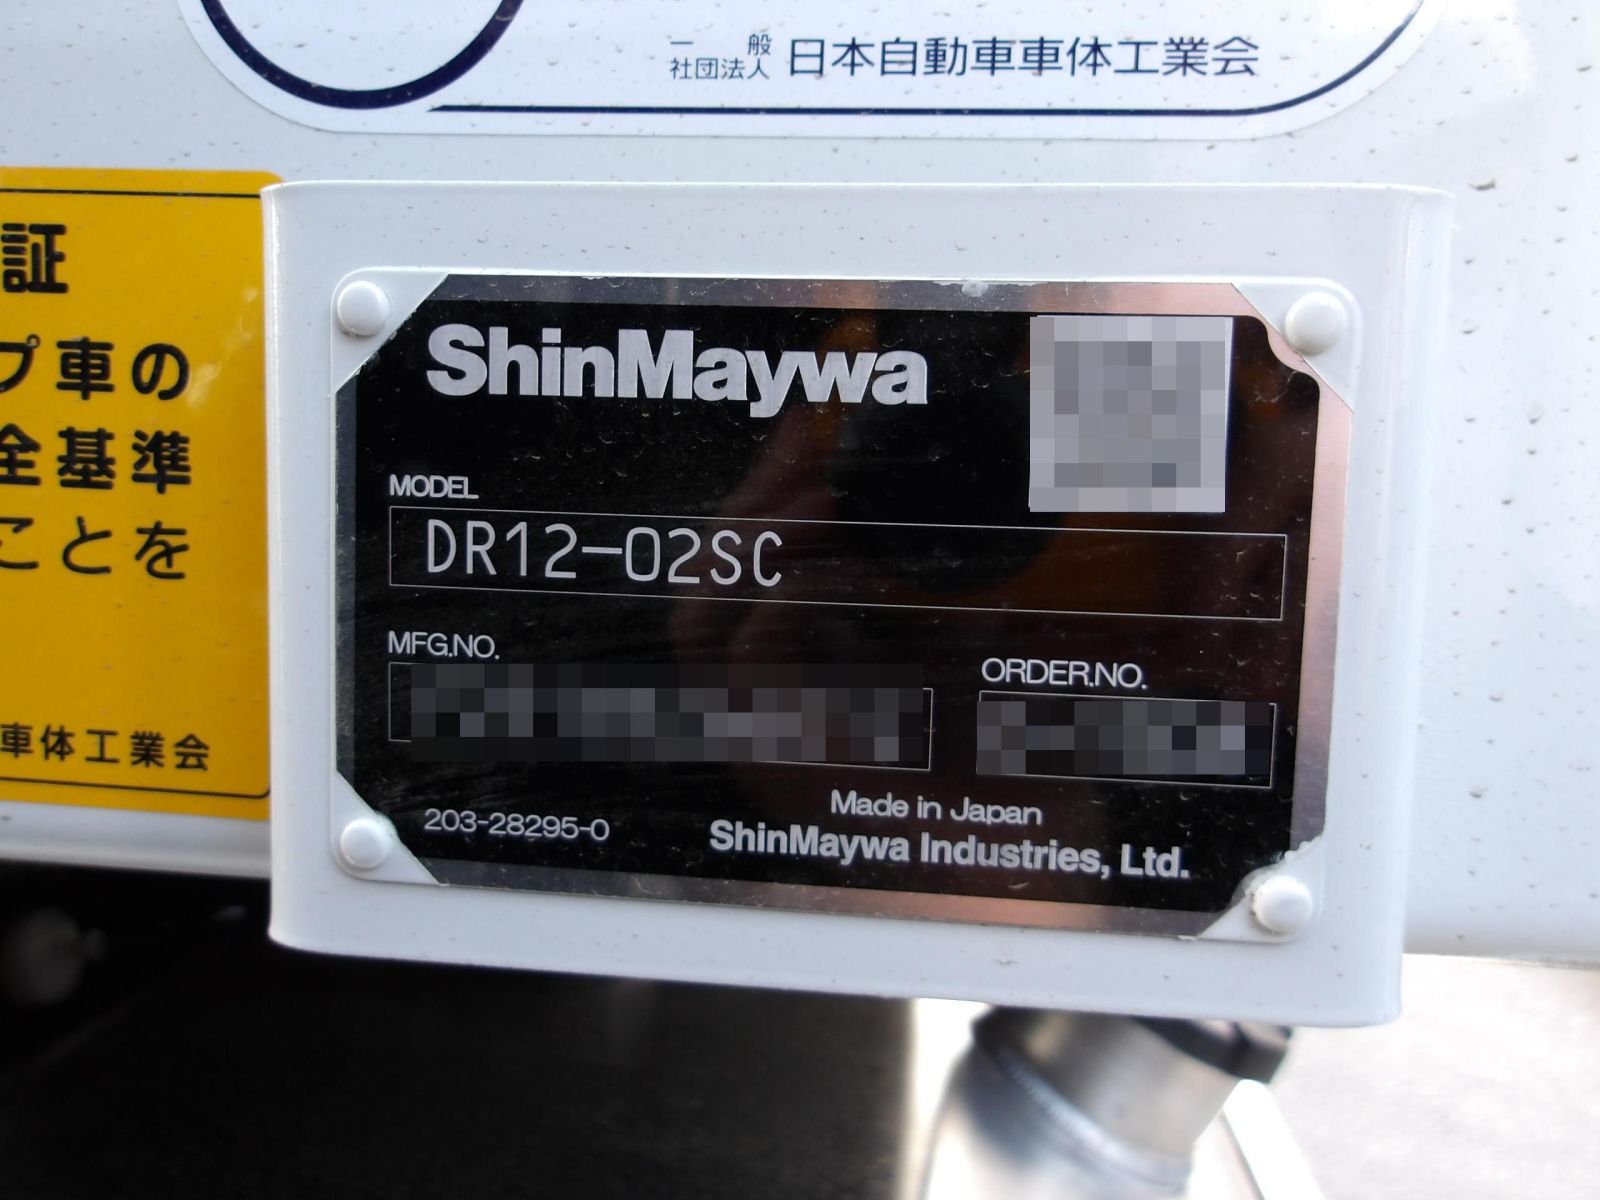 一般
社団法人 日本自動車車体工業会
証
プ車の
全基準
ことを
車体工業会
ShinMaywa
MODEL
DR12-02SC
MFG.NO.
ORDER.NO.
Made in Japan
203-28295-0
ShinMaywa Industries, Ltd.